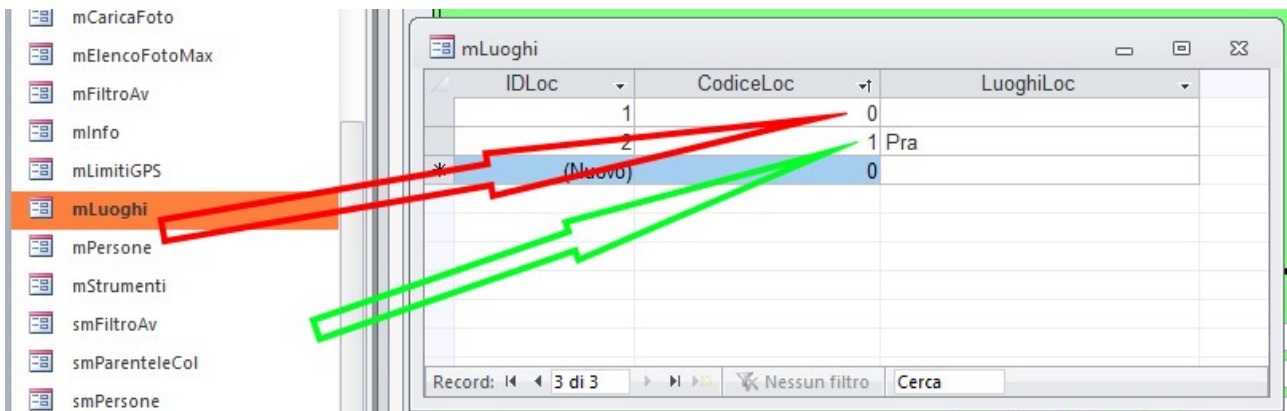 mCaricaFoto
mElencoFotoMax
mFiltroAv
mInfo
mLimitiGPS
mLuoghi
mPersone
mStrumenti
smFiltroAv
smParenteleCol
smPersone
mLuoghi
IDLoc CodiceLoc LuoghiLoc
1 0
2 1 Pra
* (Nuovo) 0
Record: 3 di 3 Nessun filtro Cerca